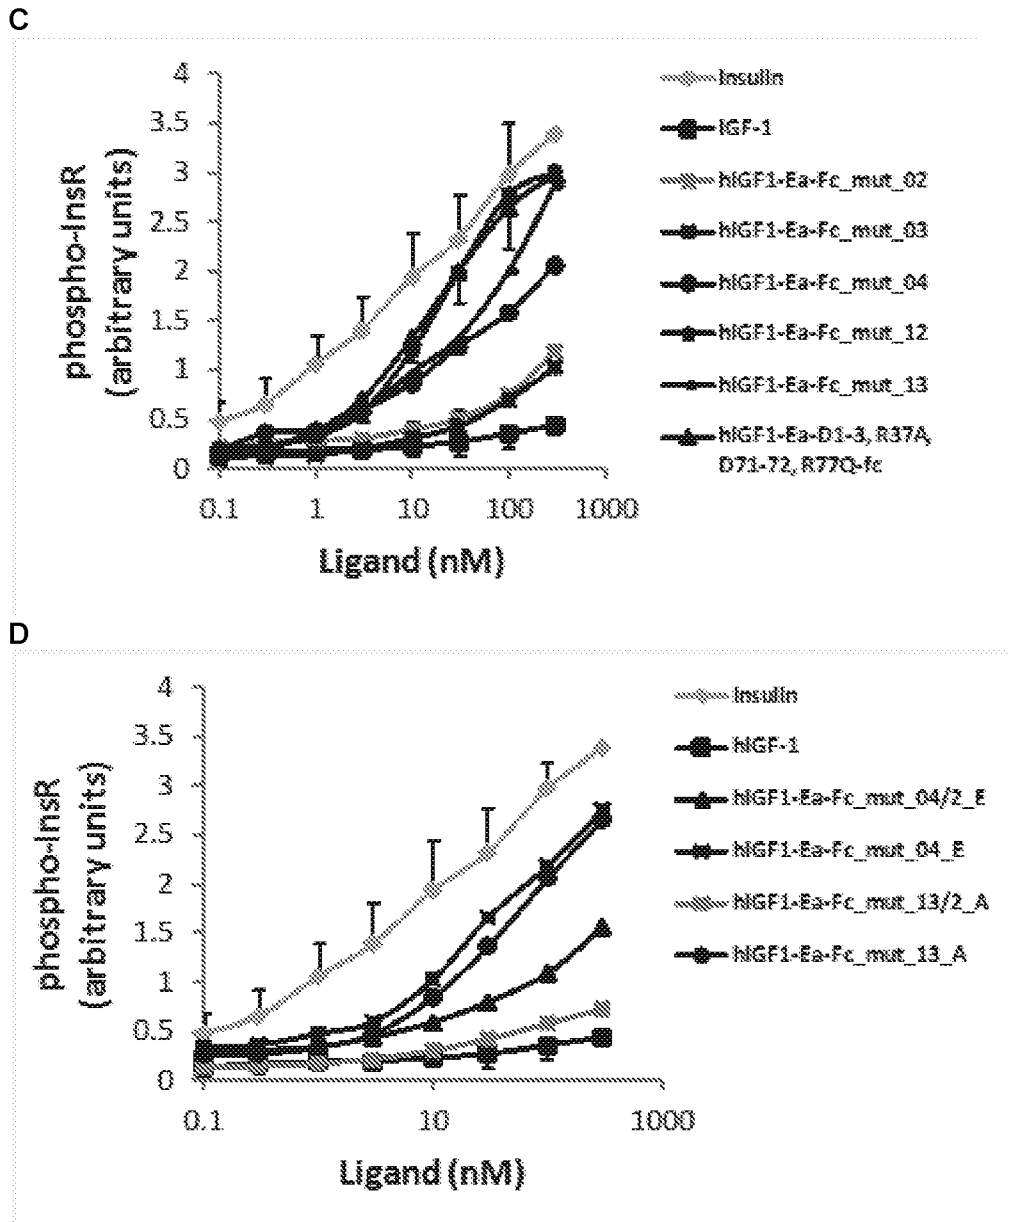 C
4
3.5
3
2.5
2
1.5
1
0.5
0
phospho-InsR
(arbitrary units)
0.1 1 10 100 1000
Ligand (nM)
Insulin
IGF-1
hIGF1-Ea-Fc_mut_02
hIGF1-Ea-Fc_mut_03
hIGF1-Ea-Fc_mut_04
hIGF1-Ea-Fc_mut_12
hIGF1-Ea-Fc_mut_13
hIGF1-Ea-D1-3, R37A,
D71-72, R77Q-fc
D
4
3.5
3
2.5
2
1.5
1
0.5
0
phospho-InsR
(arbitrary units)
0.1 10 1000
Ligand (nM)
Insulin
hIGF-1
hIGF1-Ea-Fc_mut_04/2_E
hIGF1-Ea-Fc_mut_04_E
hIGF1-Ea-Fc_mut_13/2_A
hIGF1-Ea-Fc_mut_13_A